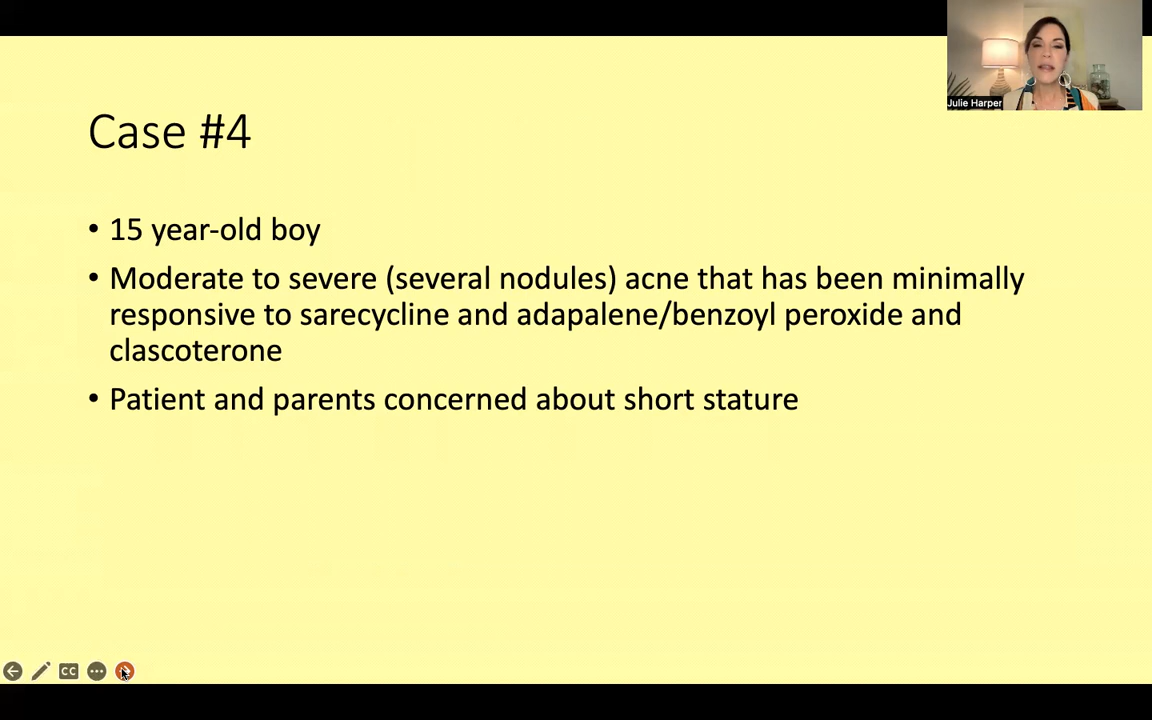 Julie Harper
Case #4
• 15 year-old boy
• Moderate to severe (several nodules) acne that has been minimally
responsive to sarecycline and adapalene/benzoyl peroxide and
clascoterone
• Patient and parents concerned about short stature
CC